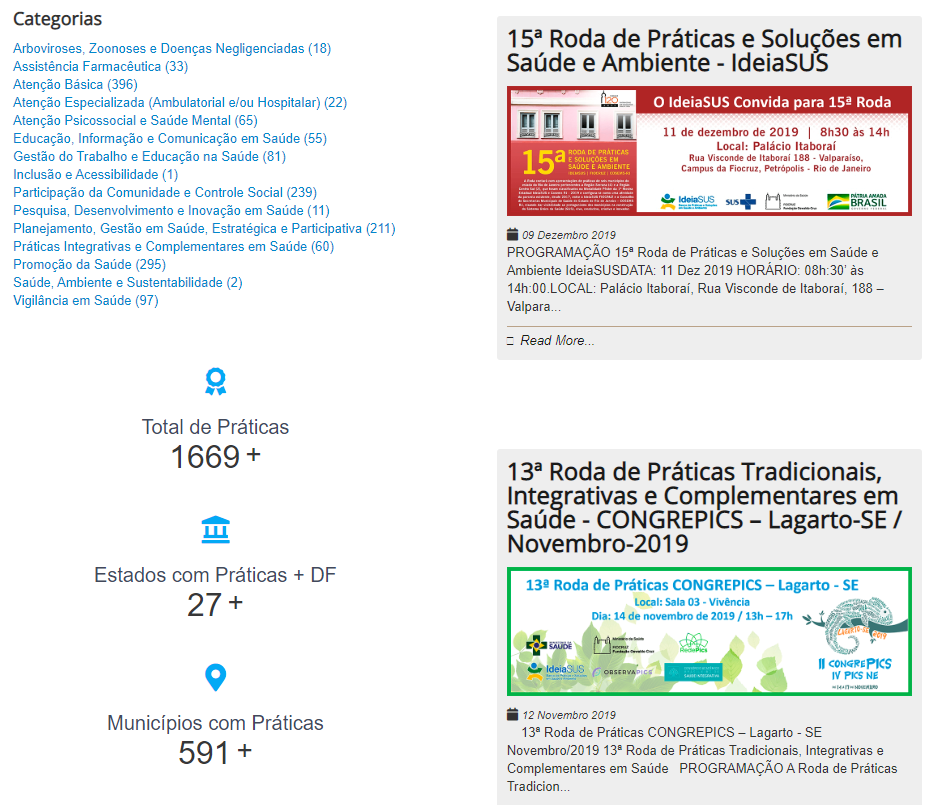 Categorias
Arboviroses, Zoonoses e Doenças Negligenciadas (18)
Assistência Farmacêutica (33)
Atenção Básica (396)
Atenção Especializada (Ambulatorial e/ou Hospitalar) (22)
Atenção Psicossocial e Saúde Mental (65)
Educação, Informação e Comunicação em Saúde (55)
Gestão do Trabalho e Educação na Saúde (81)
Inclusão e Acessibilidade (1)
Participação da Comunidade e Controle Social (239)
Pesquisa, Desenvolvimento e Inovação em Saúde (11)
Planejamento, Gestão em Saúde, Estratégica e Participativa (211)
Práticas Integrativas e Complementares em Saúde (60)
Promoção da Saúde (295)
Saúde, Ambiente e Sustentabilidade (2)
Vigilância em Saúde (97)
Total de Práticas
1669 +
Estados com Práticas + DF
27 +
Municípios com Práticas
591 +
15ª Roda de Práticas e Soluções em
Saúde e Ambiente - IdeiaSUS
O IdeiaSUS Convida para 15ª Roda
11 de dezembro de 2019 | 8h30 às 14h
Local: Palácio Itaboraí
Rua Visconde de Itaboraí 188 - Valparaíso,
Campus da Fiocruz, Petrópolis - Rio de Janeiro
15ª
RODA DE PRÁTICAS
E SOLUÇÕES EM
SAÚDE E AMBIENTE
IdeiaSUS
SUS
PÁTRIA AMADA
BRASIL
09 Dezembro 2019
PROGRAMAÇÃO 15ª Roda de Práticas e Soluções em Saúde e
Ambiente IdeiaSUSDATA: 11 Dez 2019 HORÁRIO: 08h:30' às
14h:00.LOCAL: Palácio Itaboraí, Rua Visconde de Itaboraí, 188 –
Valpara...
Read More...
13ª Roda de Práticas Tradicionais,
Integrativas e Complementares em
Saúde - CONGREPICS – Lagarto-SE /
Novembro-2019
13ª Roda de Práticas CONGREPICS – Lagarto - SE
Local: Sala 03 - Vivência
Dia: 14 de novembro de 2019 / 13h – 17h
SAÚDE
Ministério da Saúde
FIOCRUZ
Fundação Oswaldo Cruz
RedePics
IdeiaSUS
OBSERVAPICS
LAGARTO-SE 2019
II CONGREPICS
IV PICS NE
12 Novembro 2019
13ª Roda de Práticas CONGREPICS – Lagarto - SE
Novembro/2019 13ª Roda de Práticas Tradicionais, Integrativas e
Complementares em Saúde PROGRAMAÇÃO A Roda de Práticas
Tradicion...